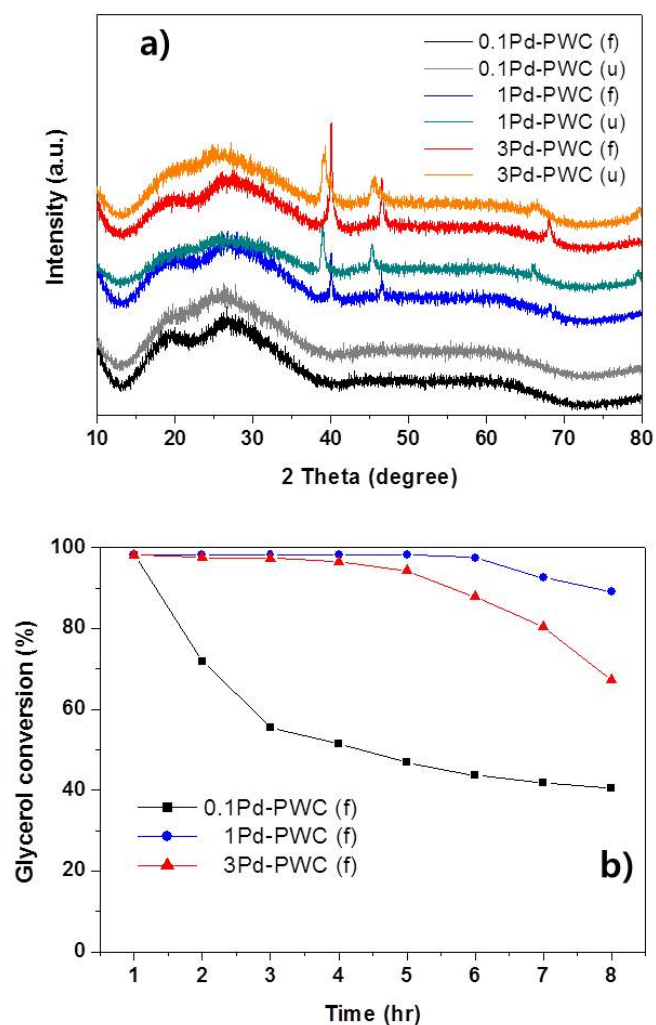 a)
0.1Pd-PWC (f)
0.1Pd-PWC (u)
1Pd-PWC (f)
1Pd-PWC (u)
3Pd-PWC (f)
3Pd-PWC (u)
Intensity (a.u.)
10 20 30 40 50 60 70 80
2 Theta (degree)
100
80
60
40
20
0
Glycerol conversion (%)
0.1Pd-PWC (f)
1Pd-PWC (f)
3Pd-PWC (f)
b)
1 2 3 4 5 6 7 8
Time (hr)